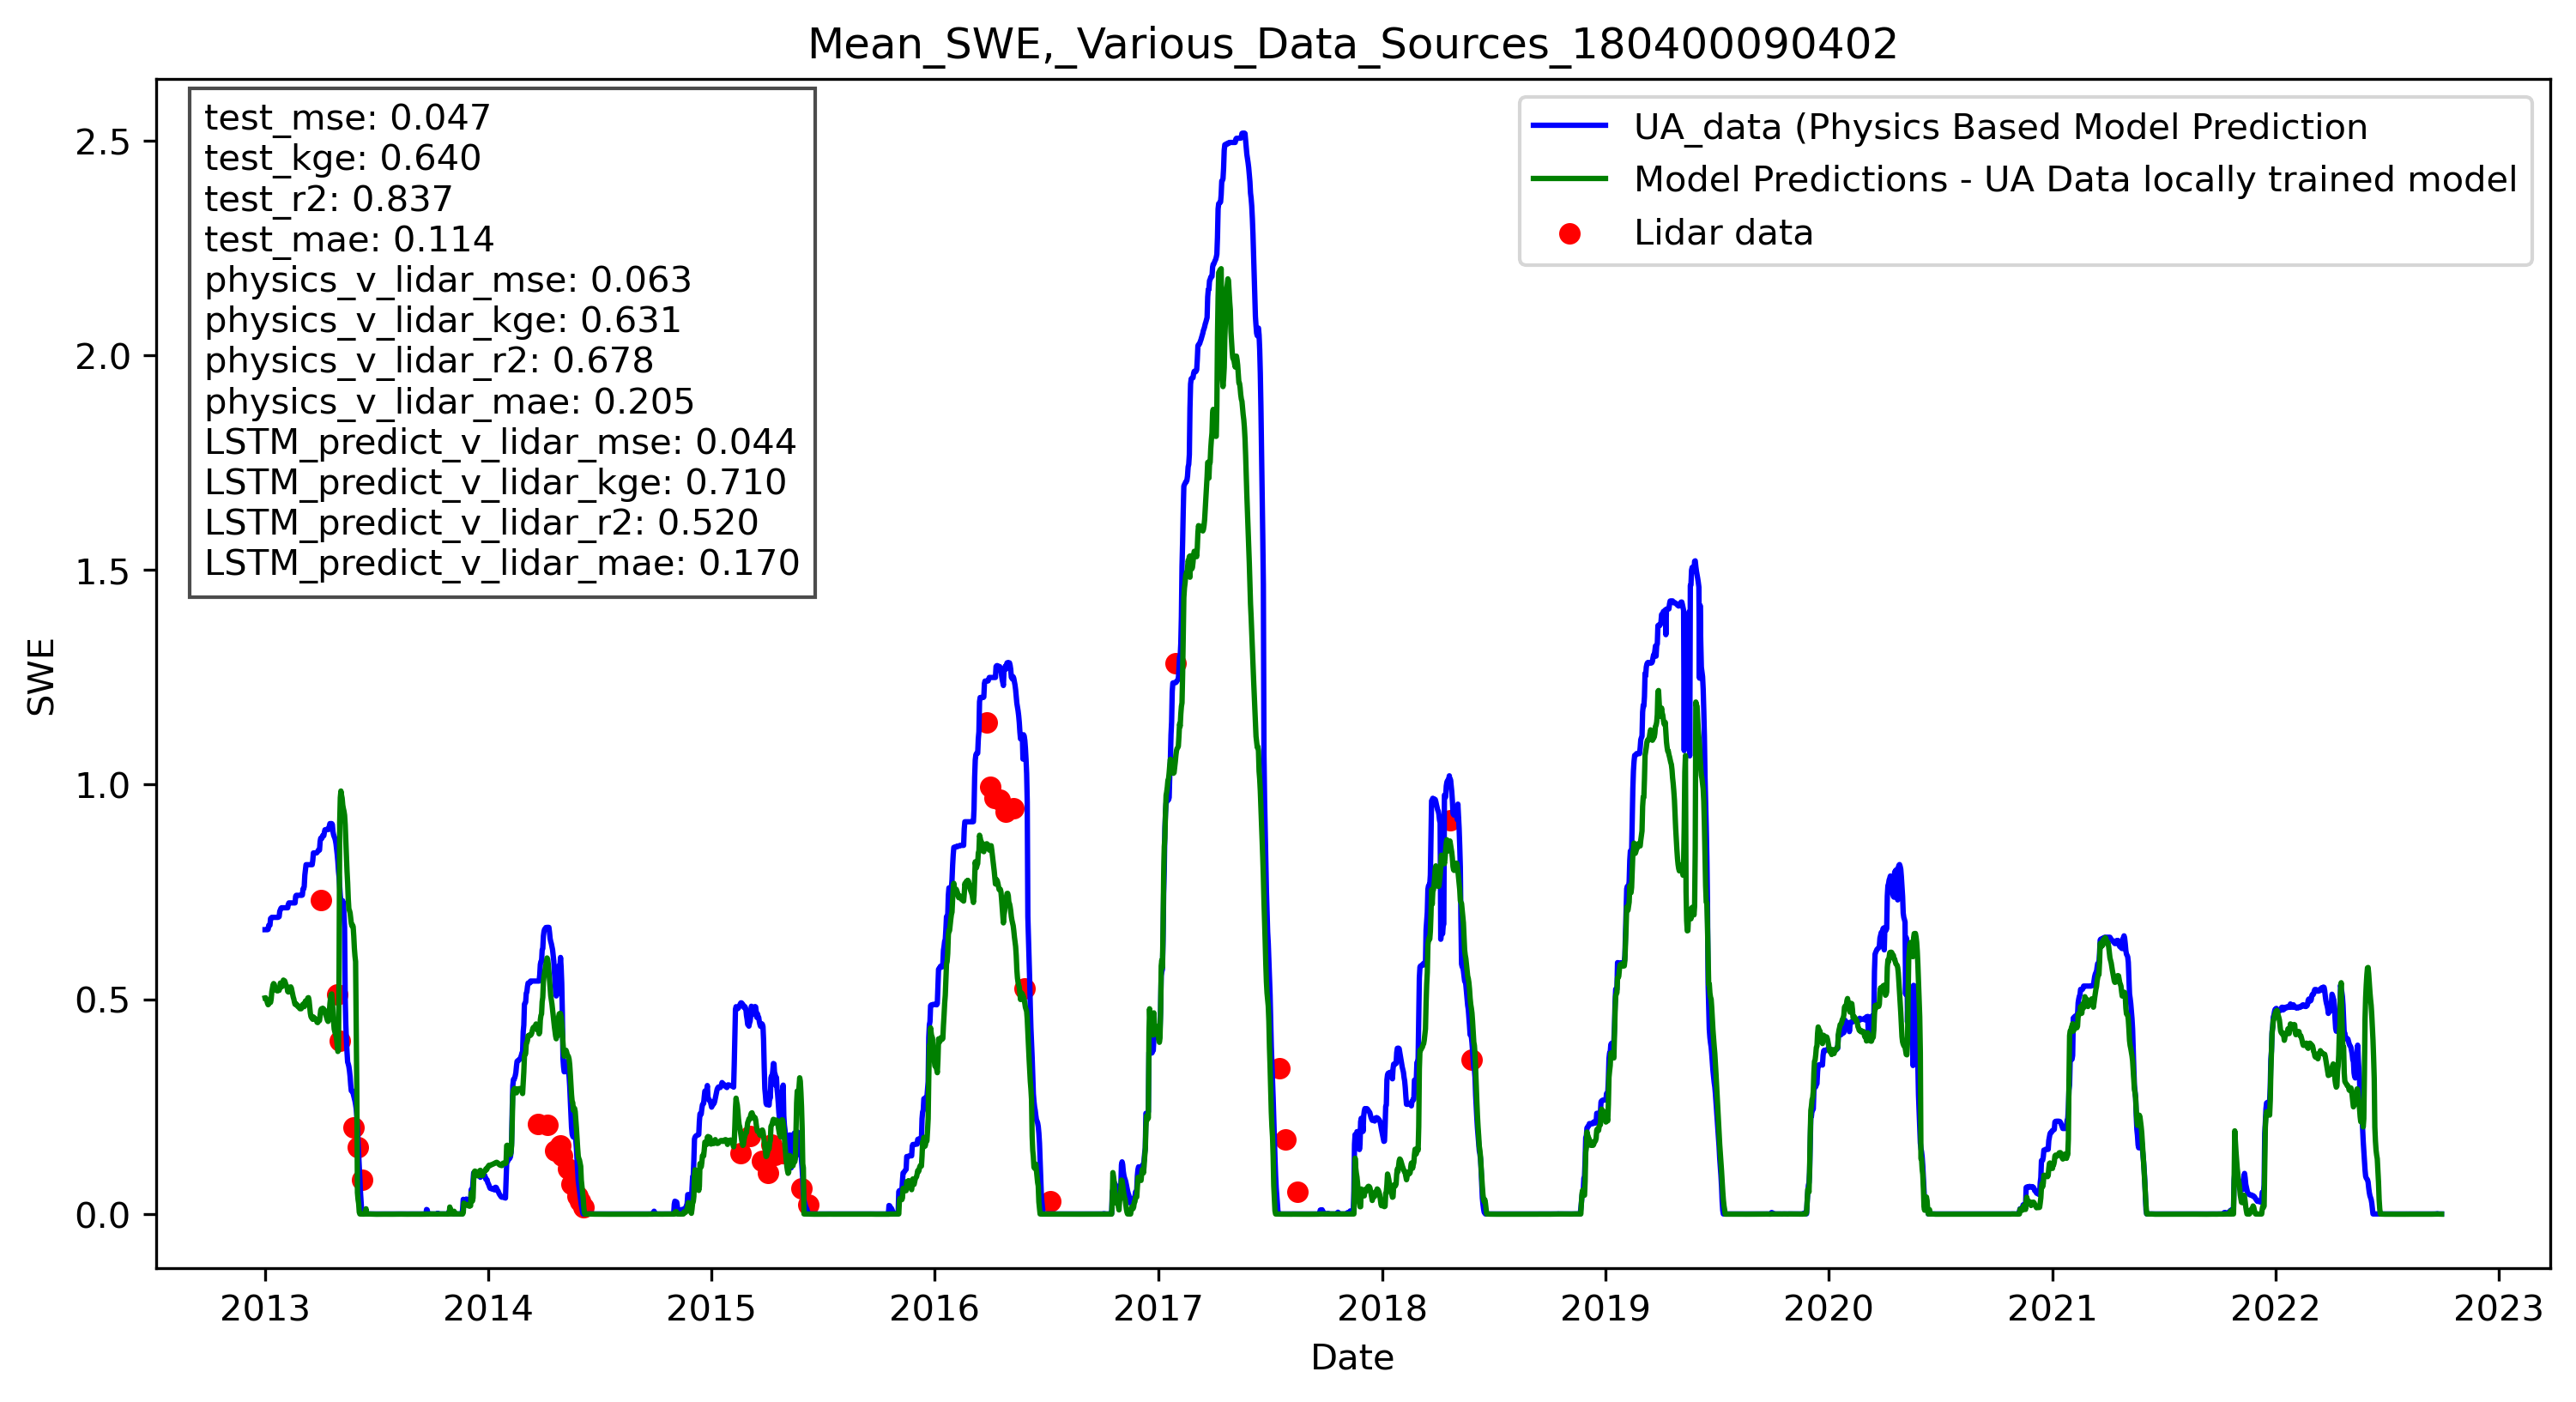 Mean_SWE,_Various_Data_Sources_180400090402
test_mse: 0.047
test_kge: 0.640
test_r2: 0.837
test_mae: 0.114
physics_v_lidar_mse: 0.063
physics_v_lidar_kge: 0.631
physics_v_lidar_r2: 0.678
physics_v_lidar_mae: 0.205
LSTM_predict_v_lidar_mse: 0.044
LSTM_predict_v_lidar_kge: 0.710
LSTM_predict_v_lidar_r2: 0.520
LSTM_predict_v_lidar_mae: 0.170
UA_data (Physics Based Model Prediction
Model Predictions - UA Data locally trained model
Lidar data
2.5
2.0
1.5
1.0
0.5
0.0
SWE
2013 2014 2015 2016 2017 2018 2019 2020 2021 2022 2023
Date